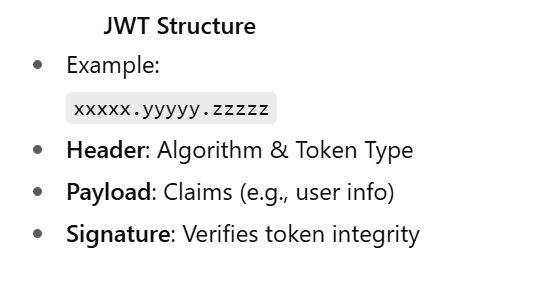 JWT Structure
Example:
xxxxx.yyyyy.zzzzz
Header: Algorithm & Token Type
Payload: Claims (e.g., user info)
Signature: Verifies token integrity